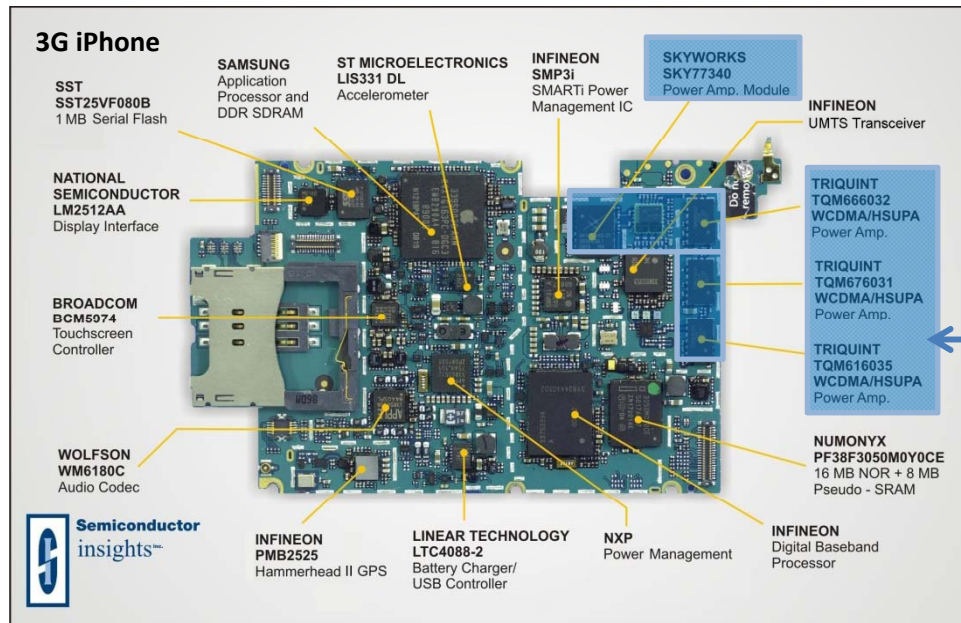 3G iPhone
SST
SST25VF080B
1 MB Serial Flash
SAMSUNG
Application
Processor and
DDR SDRAM
ST MICROELECTRONICS
LIS331 DL
Accelerometer
INFINEON
SMP3i
SMARTi Power
Management IC
SKYWORKS
SKY77340
Power Amp. Module
INFINEON
UMTS Transceiver
NATIONAL
SEMICONDUCTOR
LM2512AA
Display Interface
BROADCOM
BCM5974
Touchscreen
Controller
WOLFSON
WM6180C
Audio Codec
TRIQUINT
TQM666032
WCDMA/HSUPA
Power Amp.
TRIQUINT
TQM676031
WCDMA/HSUPA
Power Amp.
TRIQUINT
TQM616035
WCDMA/HSUPA
Power Amp.
NUMONYX
PF38F3050M0Y0CE
16 MB NOR + 8 MB
Pseudo - SRAM
INFINEON
PMB2525
Hammerhead II GPS
LINEAR TECHNOLOGY
LTC4088-2
Battery Charger/
USB Controller
NXP
Power Management
INFINEON
Digital Baseband
Processor
Semiconductor
insights inc.
APPLE